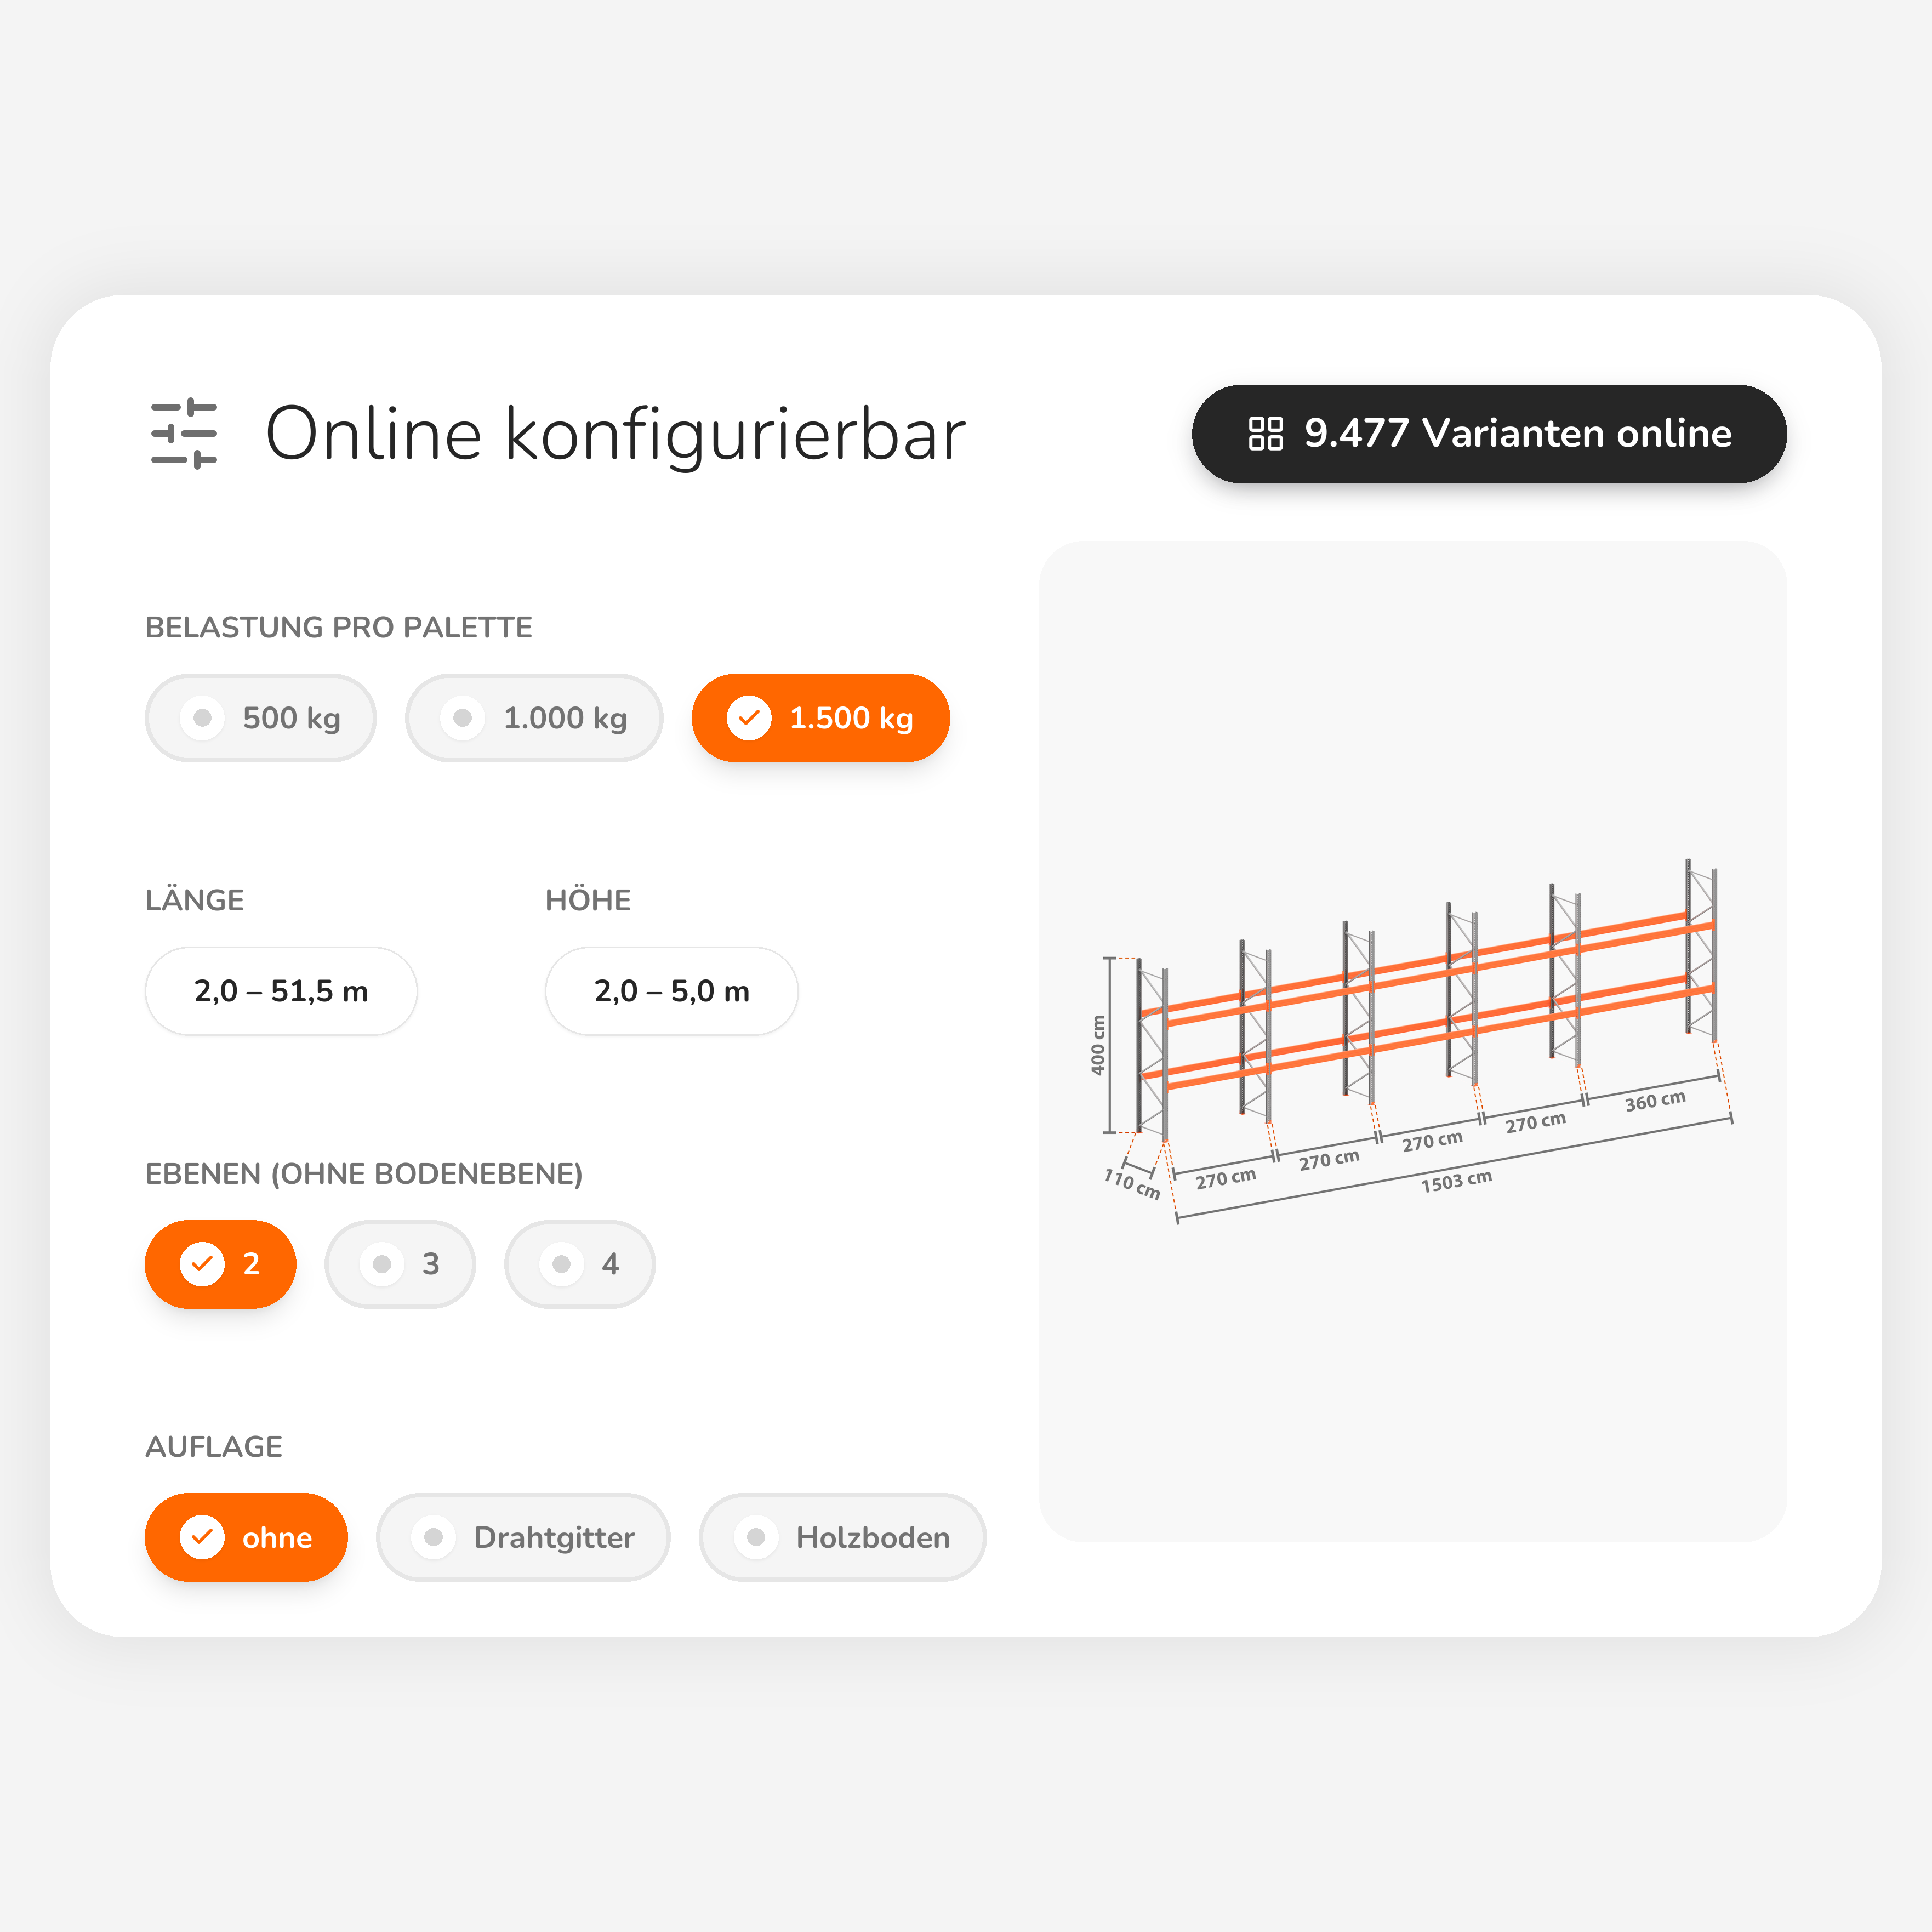 Online konfigurierbar
9.477 Varianten online
BELASTUNG PRO PALETTE
500 kg
1.000 kg
1.500 kg
LÄNGE
HÖHE
2,0 – 51,5 m
2,0 – 5,0 m
EBENEN (OHNE BODENEBENE)
2
3
4
AUFLAGE
ohne
Drahtgitter
Holzboden
400 cm
110 cm
270 cm
270 cm
270 cm
270 cm
360 cm
1503 cm